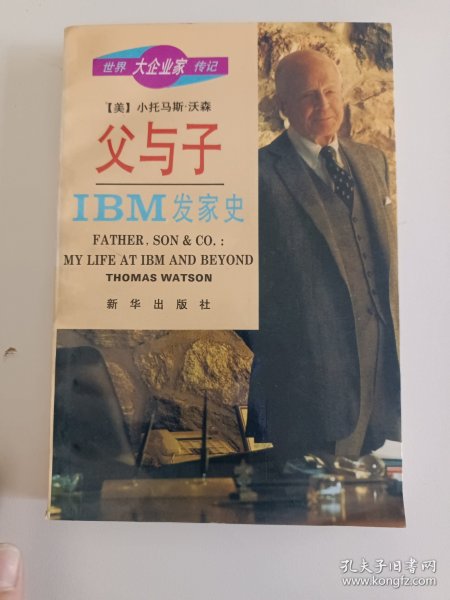 世界 大企业家 传记
【美】小托马斯·沃森
父与子
IBM发家史
FATHER. SON & CO. :
MY LIFE AT IBM AND BEYOND
THOMAS WATSON
新华出版社
孔夫子旧书网
www.kongfz.com